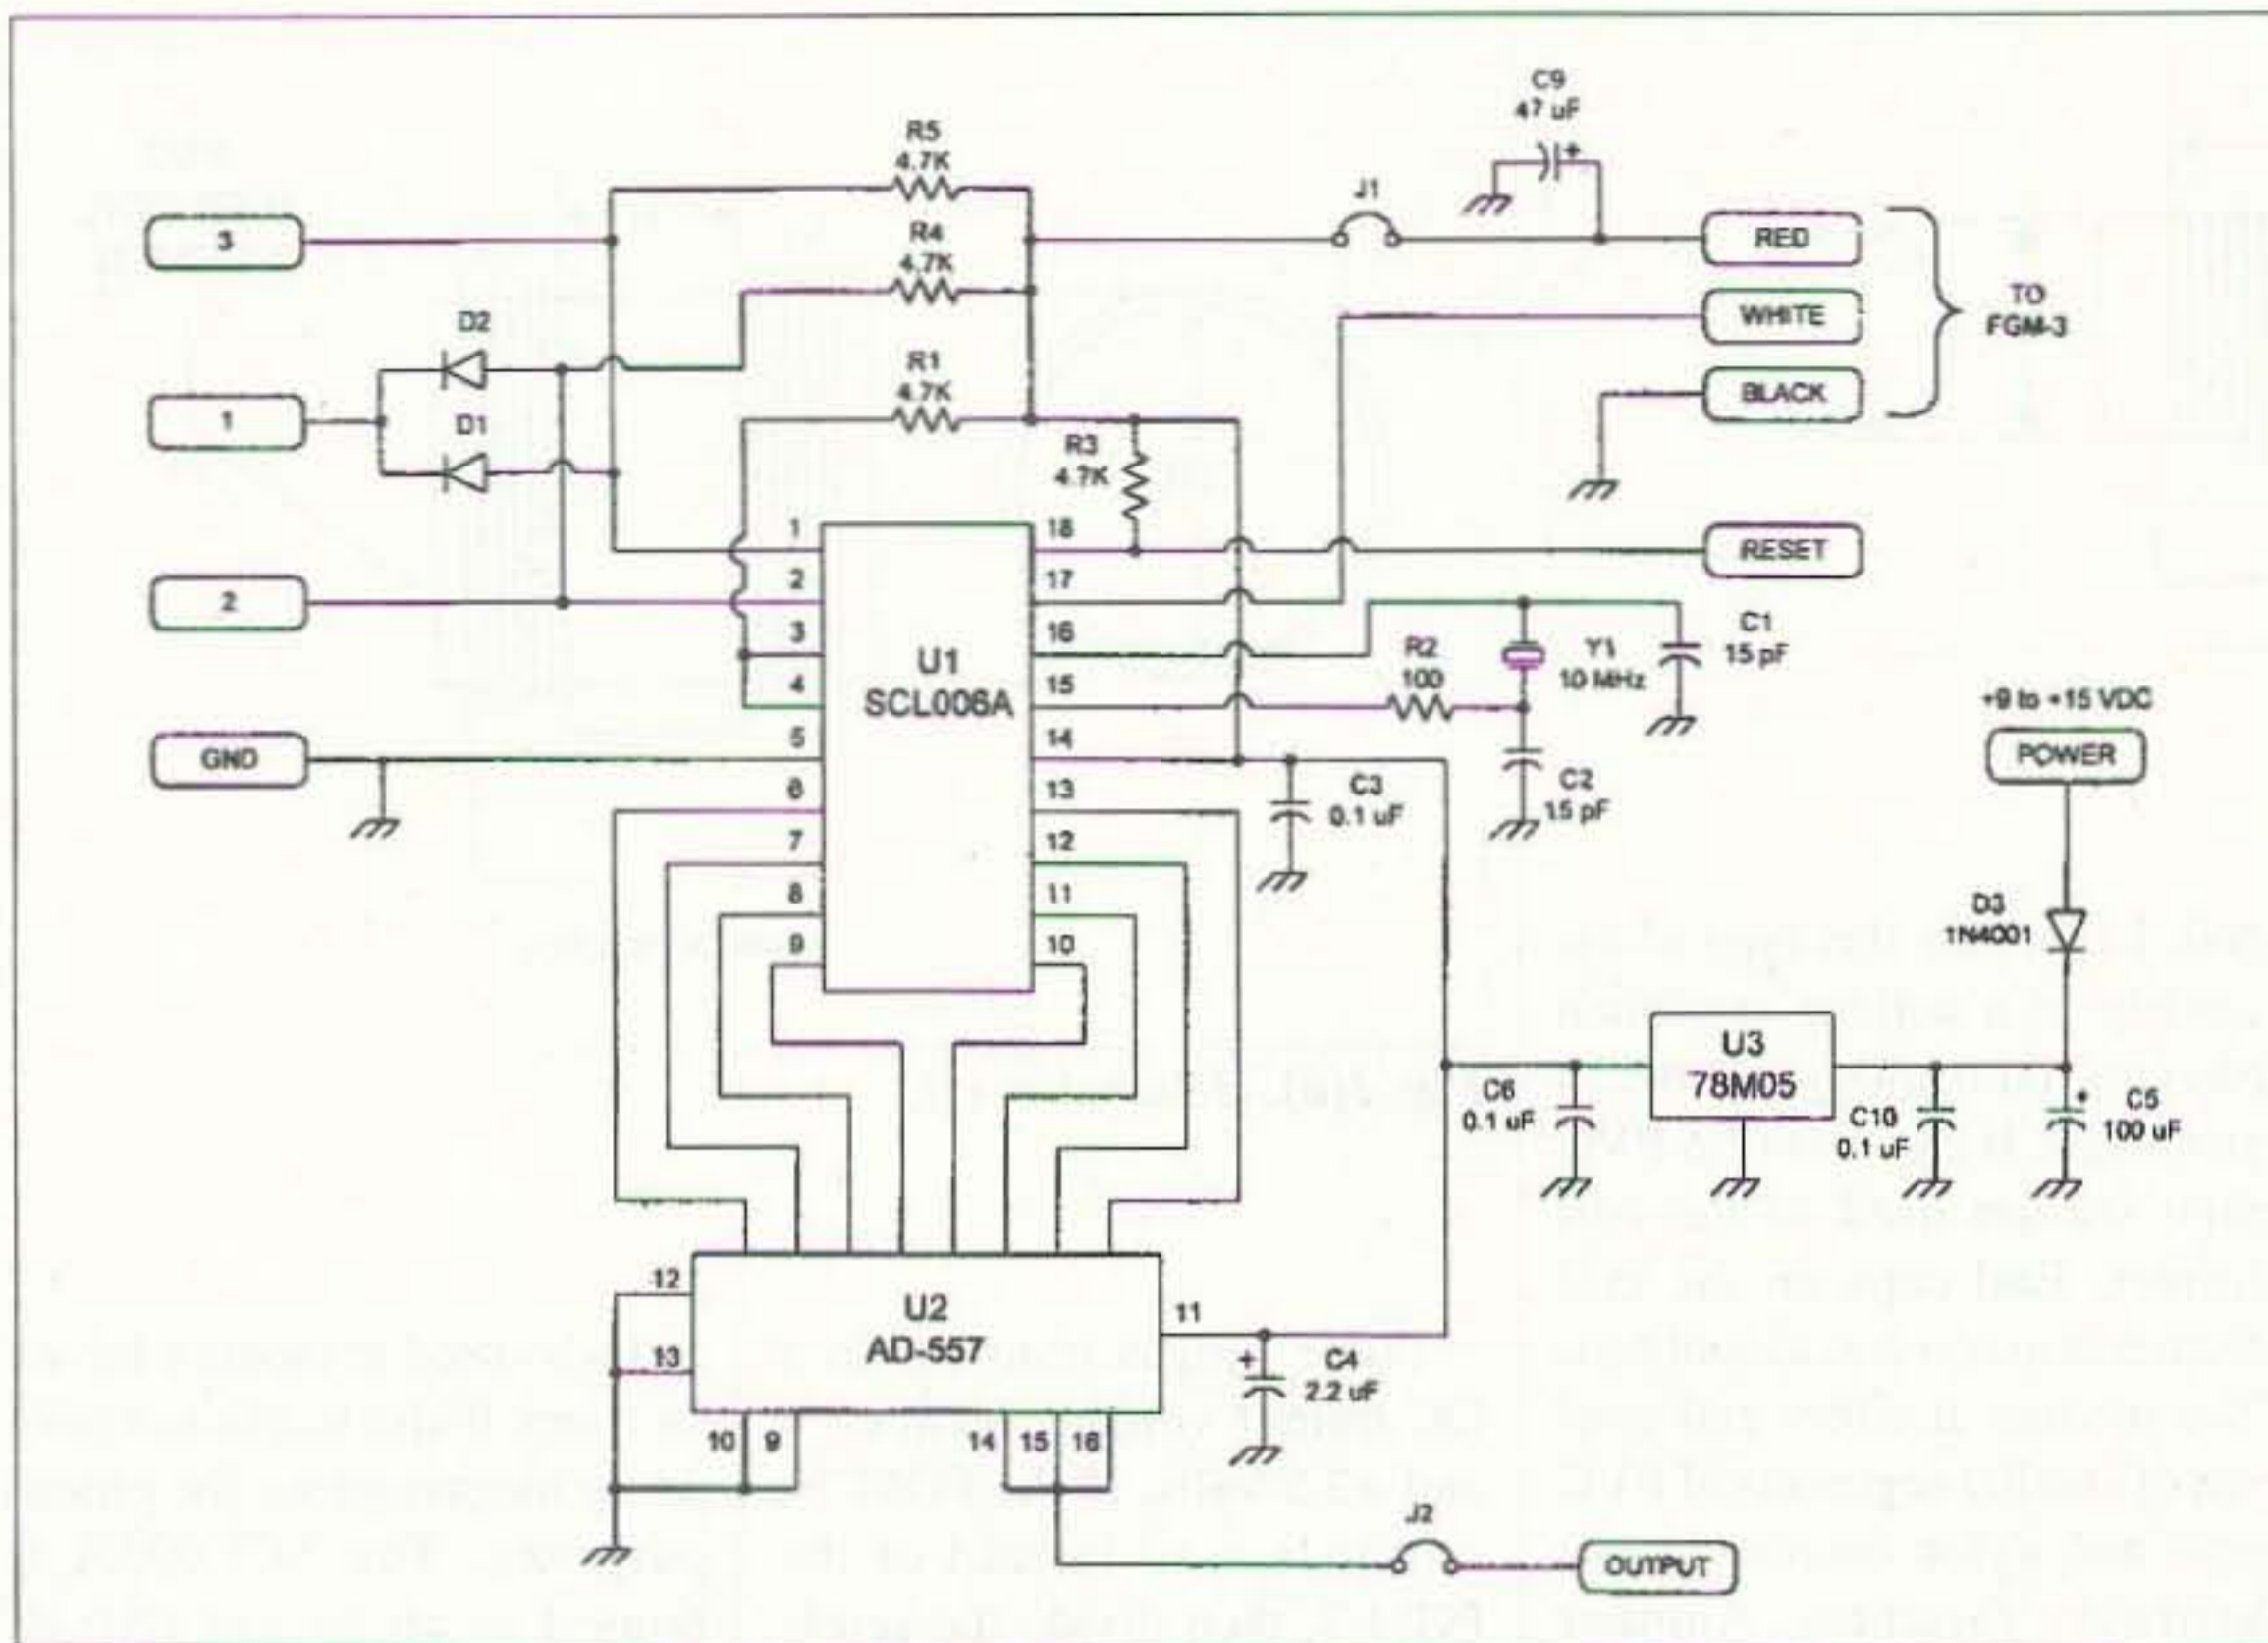 C9
47 uF
R5
4.7K
J1
3
R4
4.7K
RED
TO
FGM-3
WHITE
D2
R1
4.7K
BLACK
1
D1
R3
4.7K
1
18
RESET
2
17
2
3
16
U1
SCL006A
R2
100
Y1
10 MHz
C1
15 pF
4
15
+9 to +15 VDC
GND
5
14
POWER
6
13
C3
0.1 uF
C2
15 pF
7
12
8
11
D3
1N4001
9
10
U3
78M05
C6
0.1 uF
C10
0.1 uF
+
C5
100 uF
12
U2
AD-557
11
13
+
C4
2.2 uF
10
9
14
15
16
J2
OUTPUT